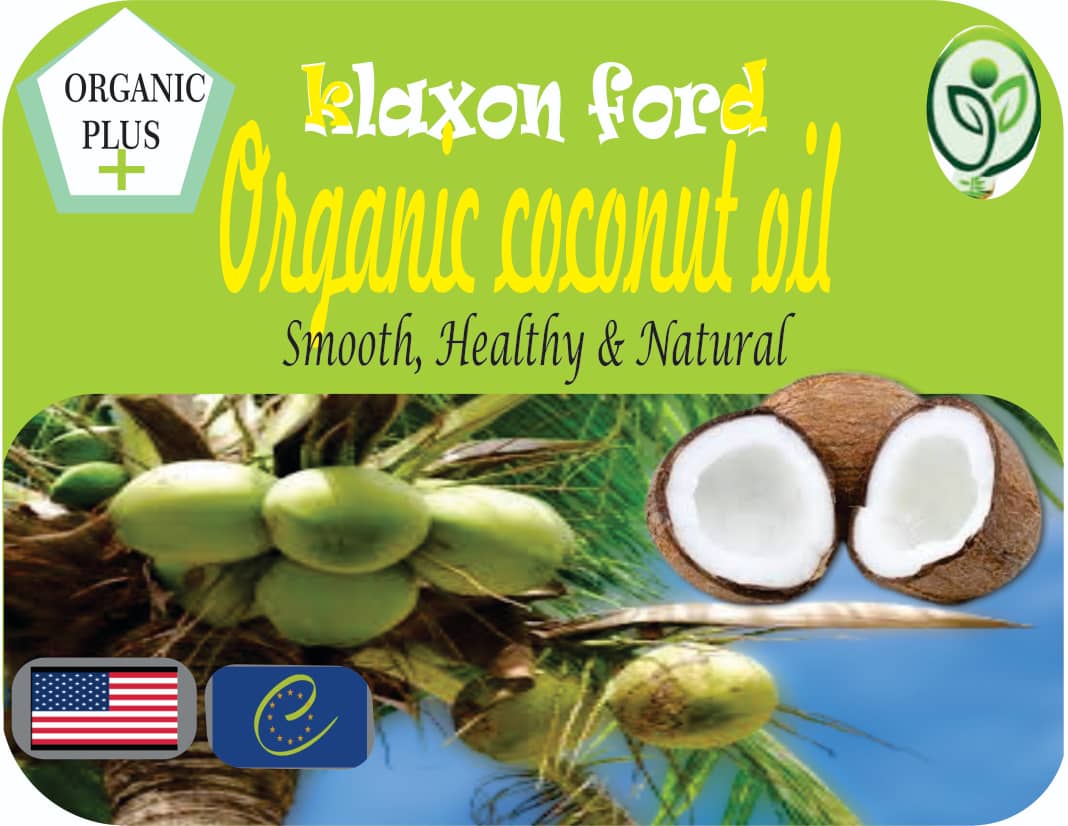 ORGANIC
PLUS
+
klaxon ford
Organic coconut oil
Smooth, Healthy & Natural